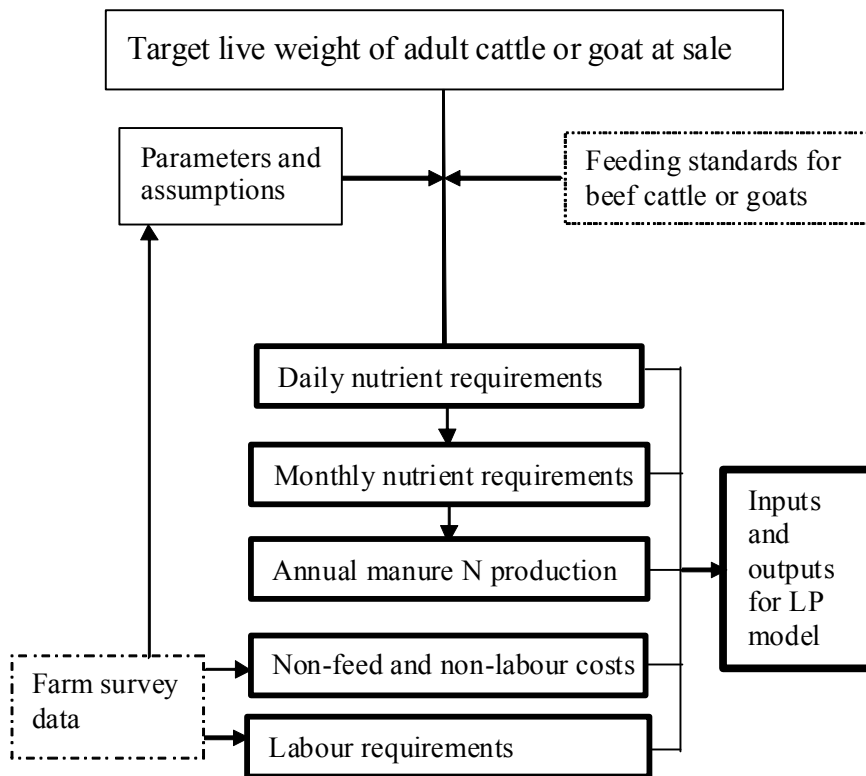 Target live weight of adult cattle or goat at sale
Parameters and
assumptions
Feeding standards for
beef cattle or goats
Daily nutrient requirements
Monthly nutrient requirements
Annual manure N production
Non-feed and non-labour costs
Labour requirements
Farm survey
data
Inputs
and
outputs
for LP
model